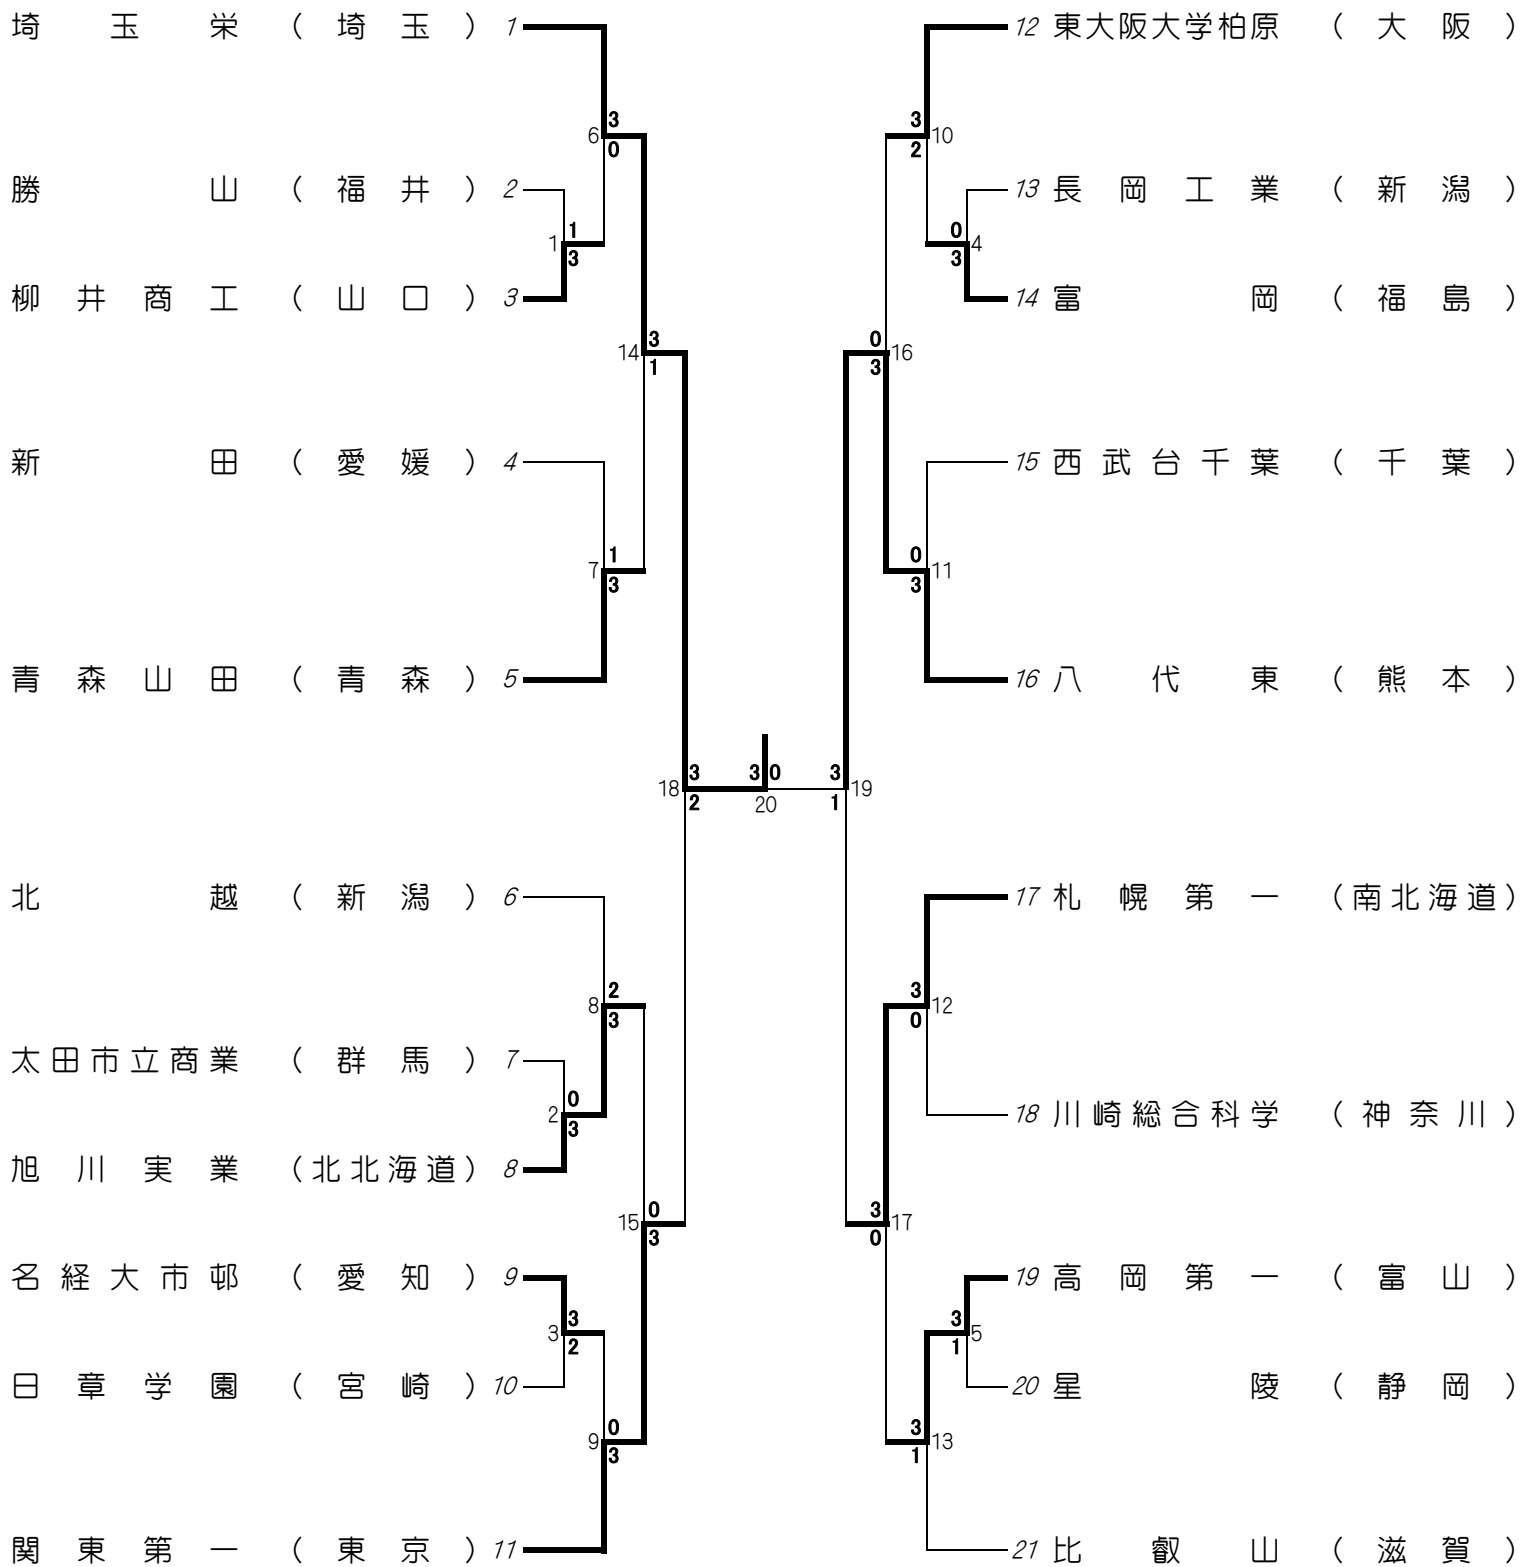 埼玉栄（埼玉）1
12 東大阪大学柏原（大阪）
3
6
0
3
10
2
勝山（福井）2
13 長岡工業（新潟）
1
1
3
0
4
3
柳井商工（山口）3
14 富岡（福島）
3
14
1
0
16
3
新田（愛媛）4
15 西武台千葉（千葉）
1
7
3
0
11
3
青森山田（青森）5
16 八代東（熊本）
3
18
2
3 0
20
3
19
1
北越（新潟）6
17 札幌第一（南北海道）
2
8
3
3
12
0
太田市立商業（群馬）7
0
2
3
18 川崎総合科学（神奈川）
旭川実業（北北海道）8
0
15
3
3
17
0
名経大市邨（愛知）9
19 高岡第一（富山）
3
3
2
3
5
1
日章学園（宮崎）10
20 星陵（静岡）
0
9
3
3
13
1
関東第一（東京）11
21 比叡山（滋賀）